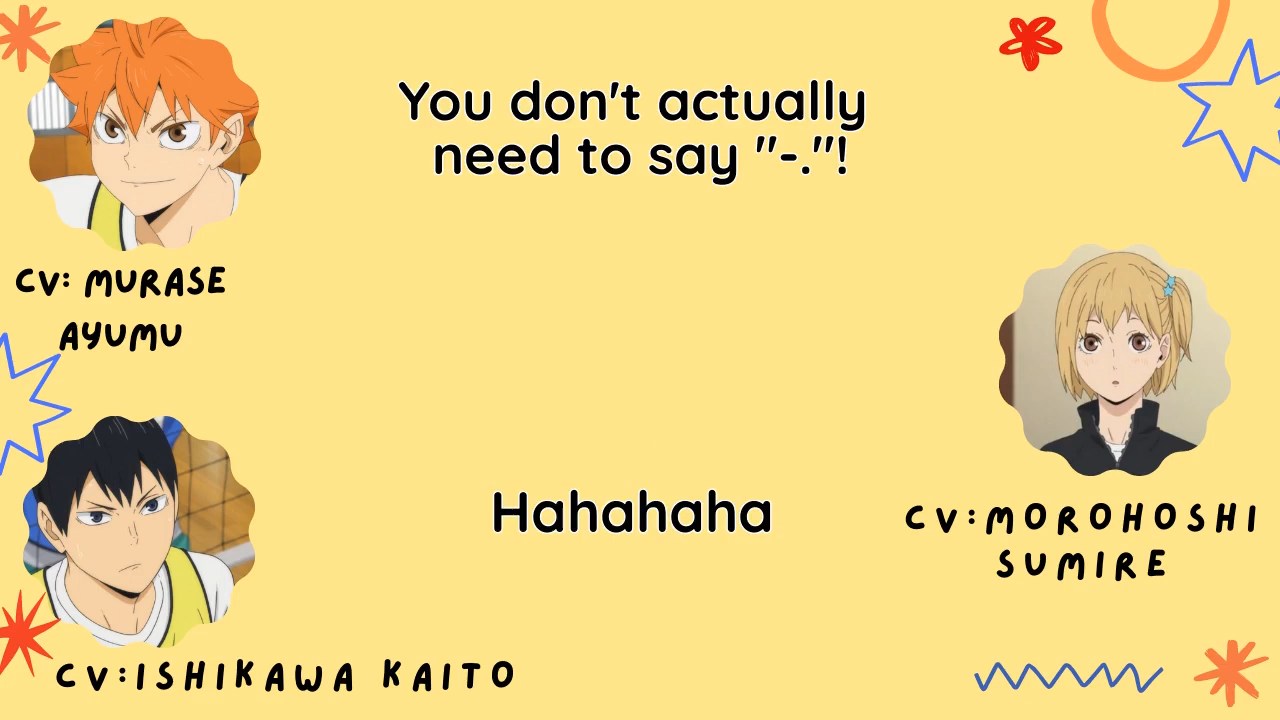 You don't actually
need to say "-."!
CV: MURASE
AYUMU
Hahahaha
CV:MOROHOSHI
SUMIRE
CV:ISHIKAWA KAITO